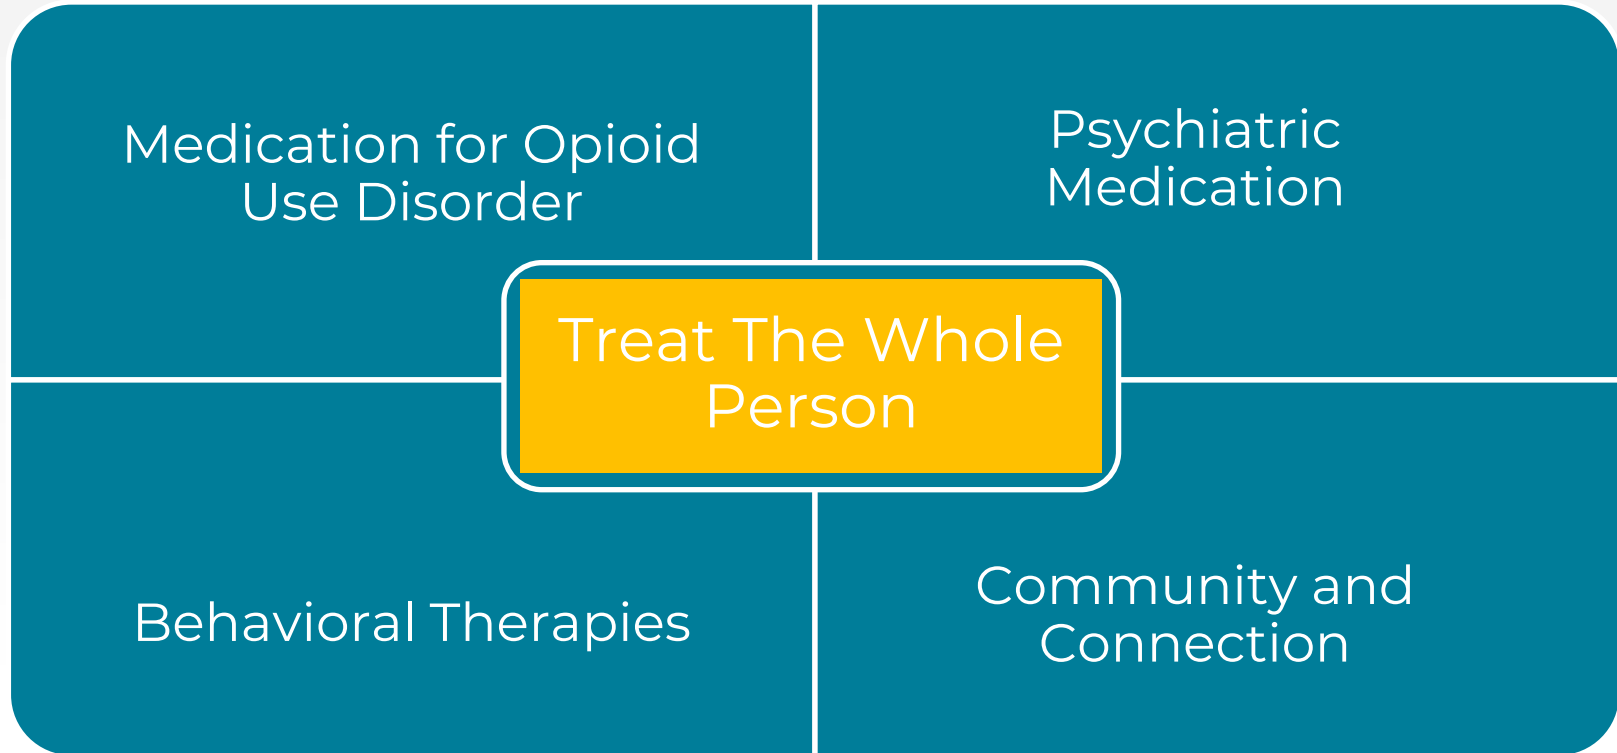 Medication for Opioid
Use Disorder
Psychiatric
Medication
Treat The Whole
Person
Behavioral Therapies
Community and
Connection